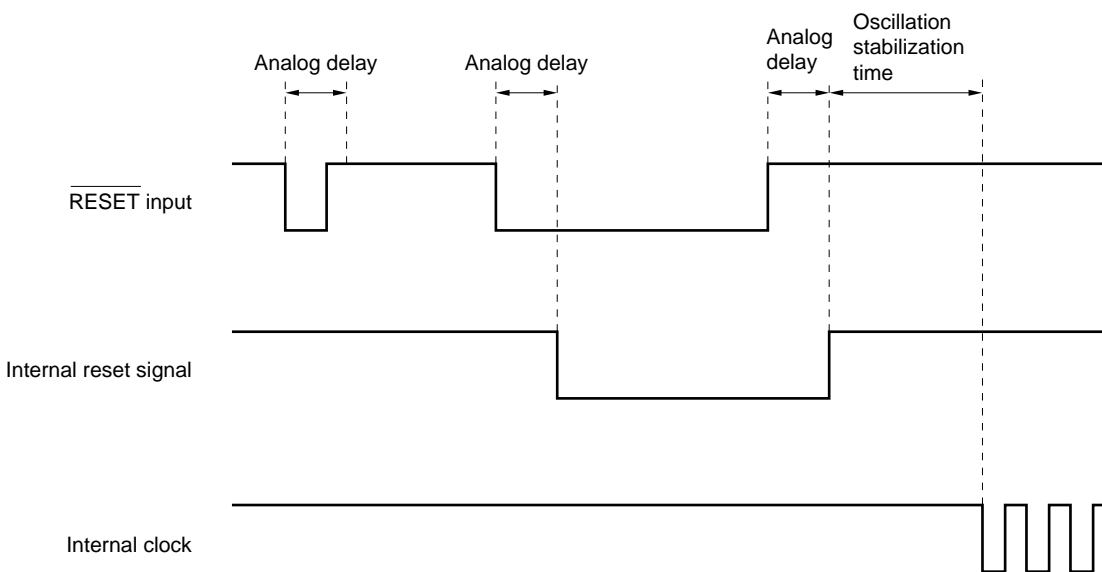 Oscillation
stabilization
time
Analog
delay
Analog delay
Analog delay
RESET input
Internal reset signal
Internal clock